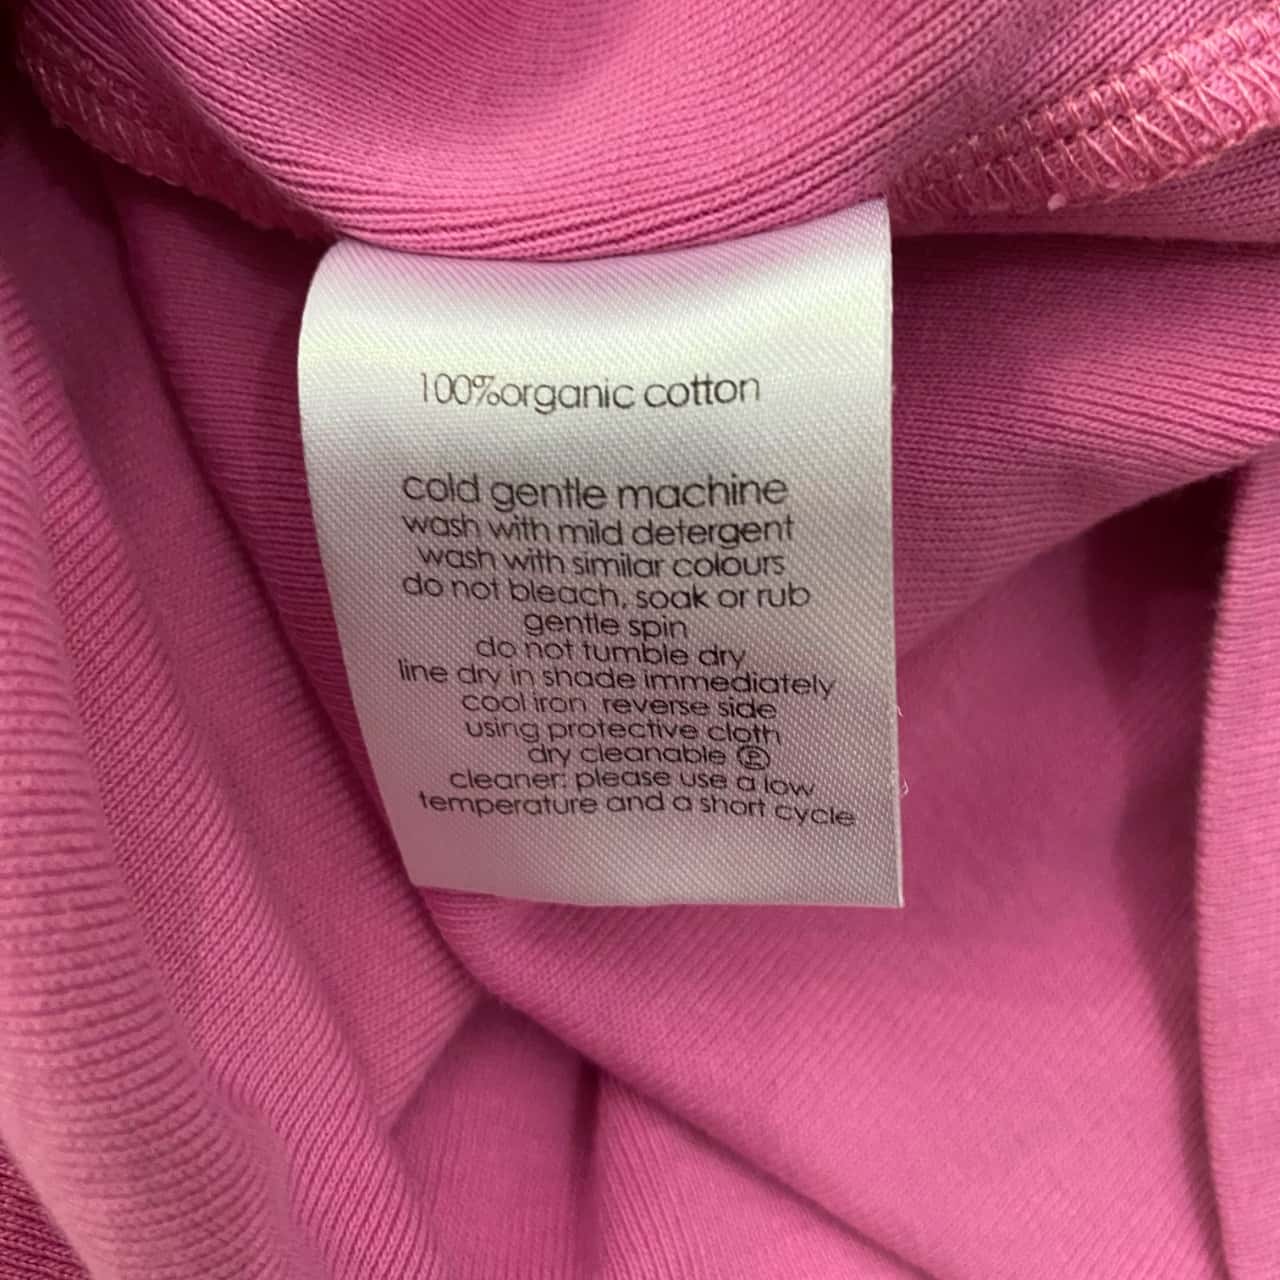 100%organic cotton
cold gentle machine
wash with mild detergent
wash with similar colours
do not bleach, soak or rub
gentle spin
do not tumble dry
line dry in shade immediately
cool iron reverse side
using protective cloth
dry cleanable Ⓟ
cleaner: please use a low
temperature and a short cycle